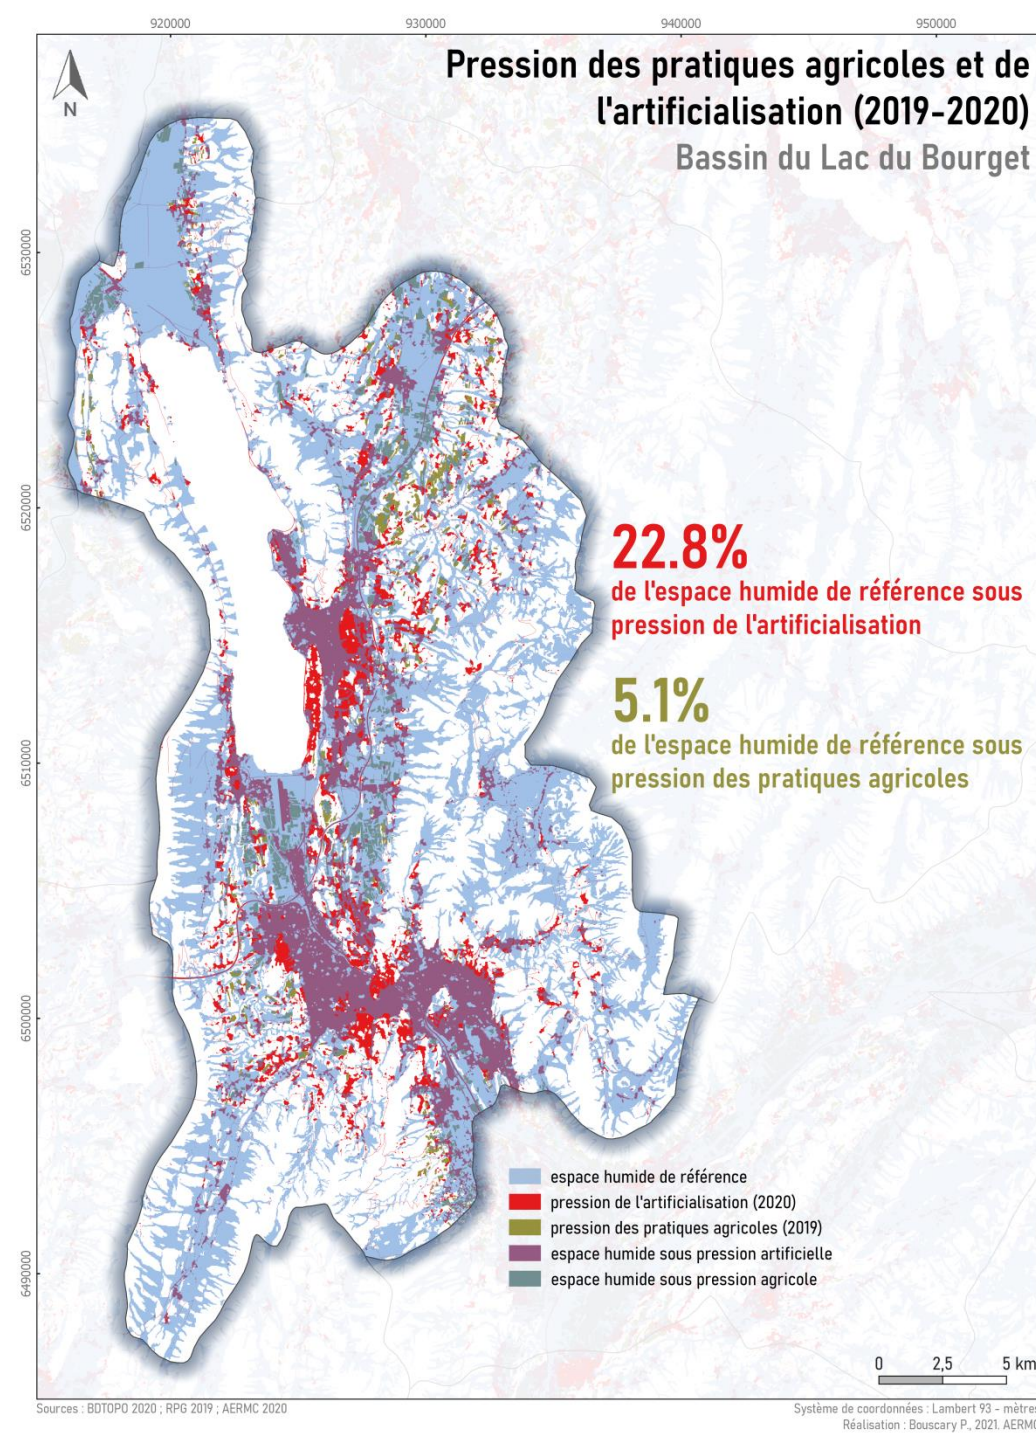 920000
930000
940000
950000
N
Pression des pratiques agricoles et de
l'artificialisation (2019-2020)
Bassin du Lac du Bourget
6530000
6520000
6510000
6500000
6490000
22.8%
de l'espace humide de référence sous
pression de l'artificialisation
5.1%
de l'espace humide de référence sous
pression des pratiques agricoles
espace humide de référence
pression de l'artificialisation (2020)
pression des pratiques agricoles (2019)
espace humide sous pression artificielle
espace humide sous pression agricole
0 2,5 5 km
Sources : BDTOPO 2020 ; RPG 2019 ; AERMC 2020
Système de coordonnées : Lambert 93 - mètres
Réalisation : Bouscary P., 2021. AERMC